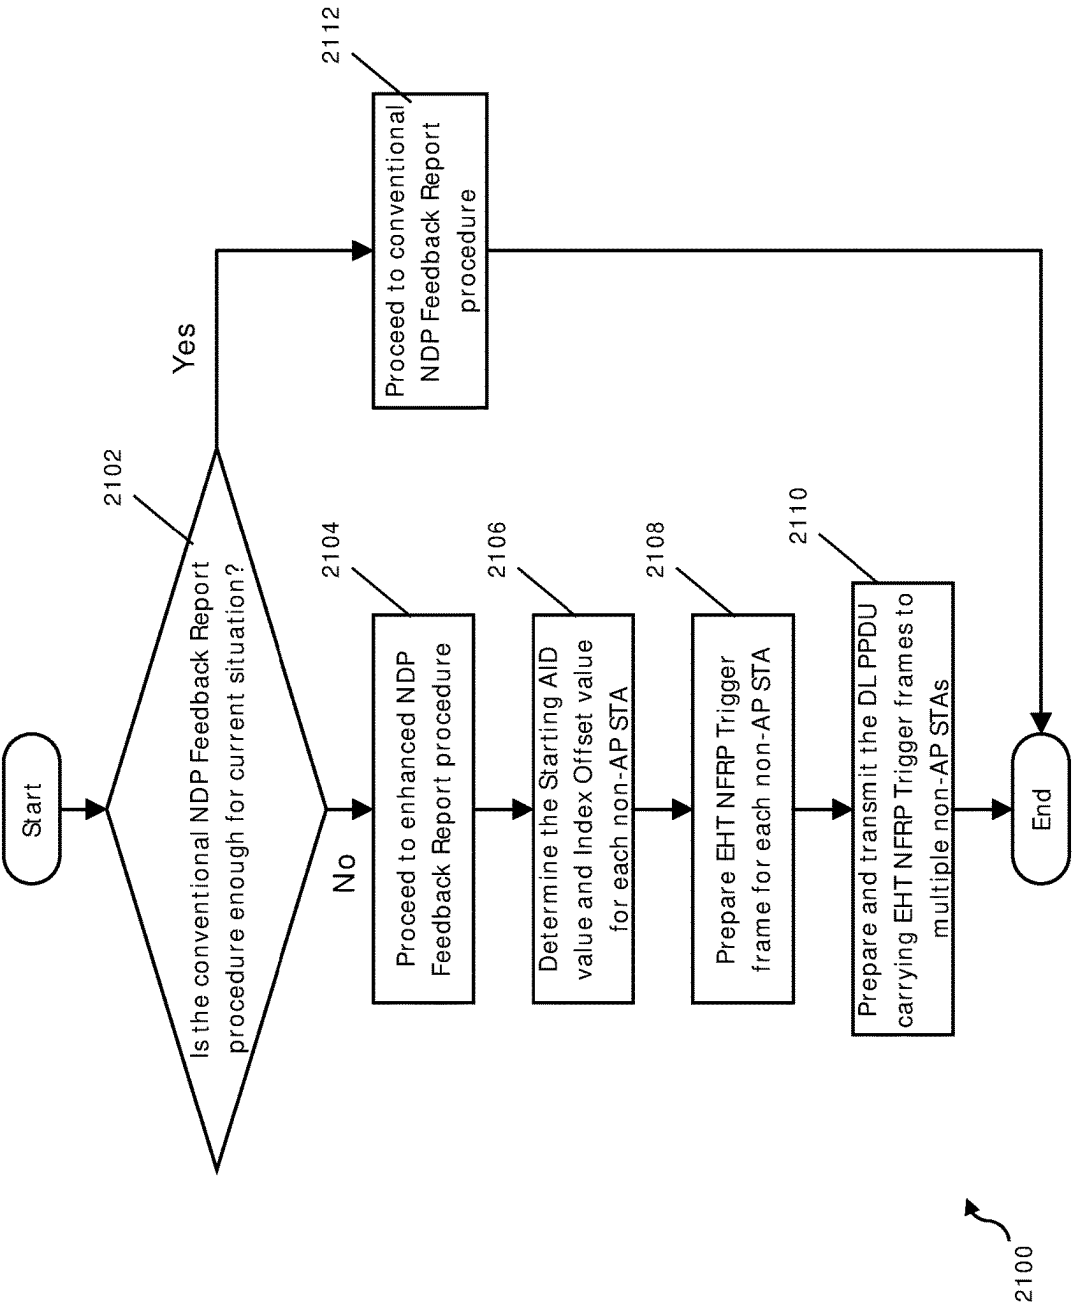 Start
2102
Is the conventional NDP Feedback Report
procedure enough for current situation?
Yes
No
2104
Proceed to enhanced NDP
Feedback Report procedure
2112
Proceed to conventional
NDP Feedback Report
procedure
2106
Determine the Starting AID
value and Index Offset value
for each non-AP STA
2108
Prepare EHT NFRP Trigger
frame for each non-AP STA
2110
Prepare and transmit the DL PPDU
carrying EHT NFRP Trigger frames to
multiple non-AP STAs
End
2100